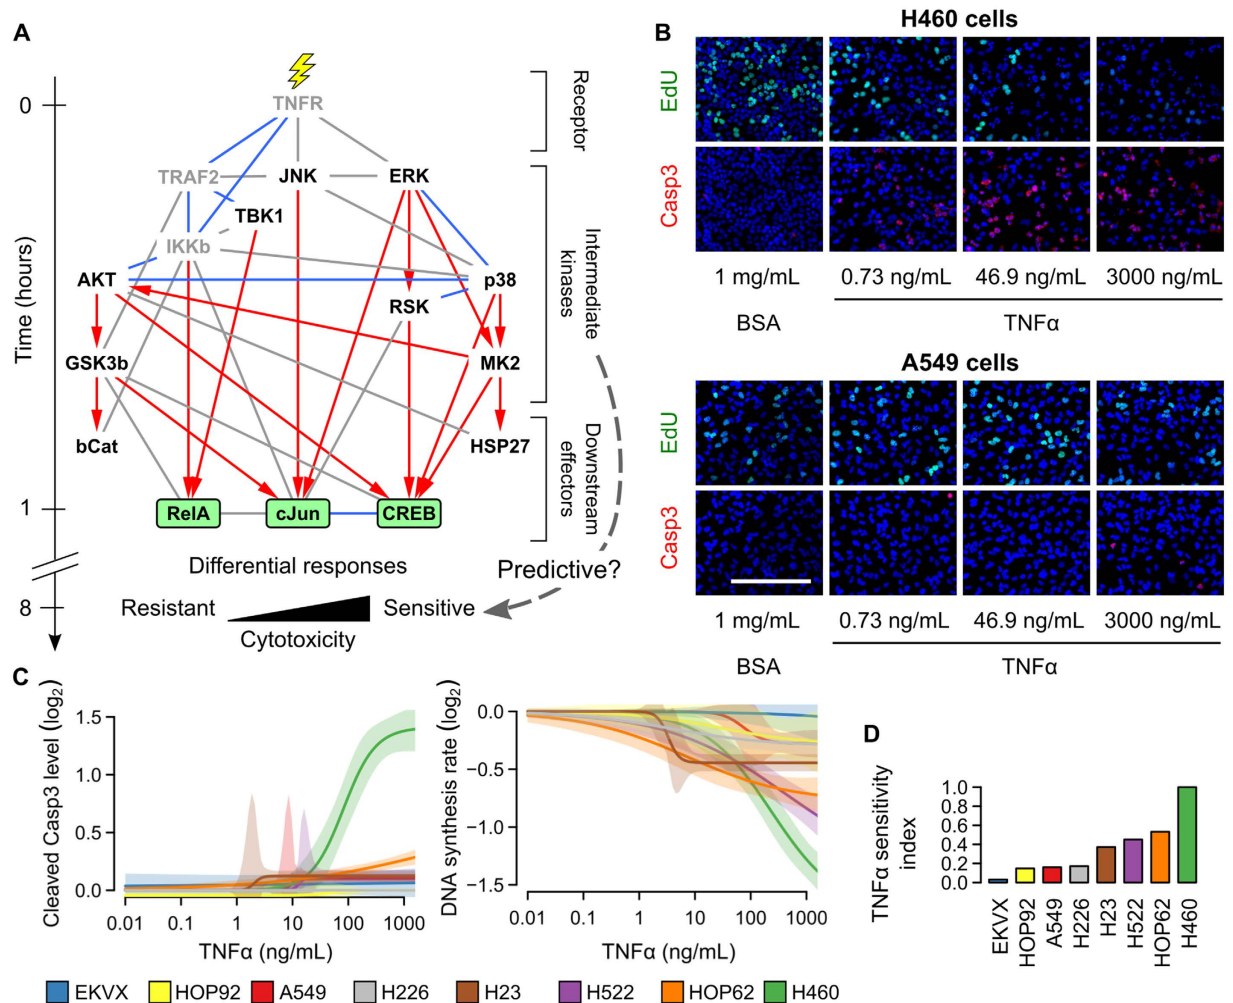 A
Time (hours)
0
1
8
TNFR
TRAF2
JNK
ERK
TBK1
IKKb
AKT
p38
RSK
GSK3b
MK2
bCat
HSP27
RelA
cJun
CREB
Receptor
Intermediate
kinases
Downstream
effectors
Differential responses
Predictive?
Resistant
Sensitive
Cytotoxicity
B
H460 cells
EdU
Casp3
1 mg/mL
0.73 ng/mL
46.9 ng/mL
3000 ng/mL
BSA
TNFα
A549 cells
EdU
Casp3
1 mg/mL
0.73 ng/mL
46.9 ng/mL
3000 ng/mL
BSA
TNFα
C
Cleaved Casp3 level (log₂)
1.5
1.0
0.5
0.0
0.01
0.1
1
10
100
1000
TNFα (ng/mL)
DNA synthesis rate (log₂)
0.0
−0.5
−1.0
−1.5
0.01
0.1
1
10
100
1000
TNFα (ng/mL)
D
TNFα sensitivity
index
1.0
0.8
0.6
0.4
0.2
0.0
EKVX
HOP92
A549
H226
H23
H522
HOP62
H460
EKVX
HOP92
A549
H226
H23
H522
HOP62
H460